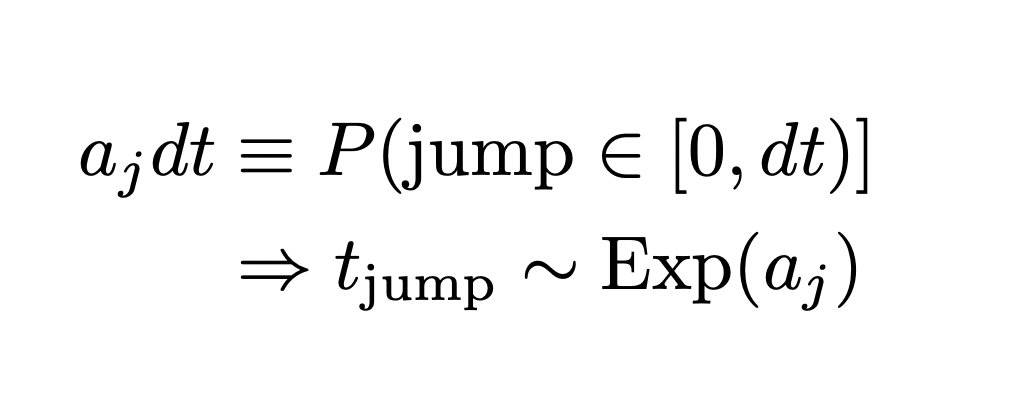 a_j dt ≡ P(jump ∈ [0, dt)]
⇒ t_jump ∼ Exp(a_j)